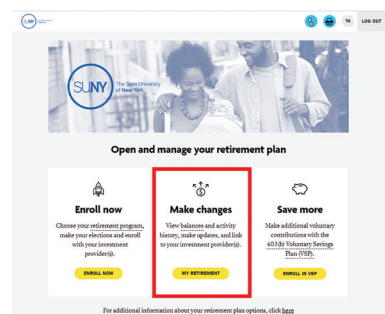 SUNY
TR LOG OUT
SUNY
The State University
of New York
Open and manage your retirement plan
Enroll now
Choose your retirement program,
make your elections and enroll
with your investment
provider(s).
ENROLL NOW
Make changes
View balances and activity
history, make updates, and link
to your investment provider(s).
MY RETIREMENT
Save more
Make additional voluntary
contributions with the
403(b) Voluntary Savings
Plan (VSP).
ENROLL IN VSP
For additional information about your retirement plan options, click here